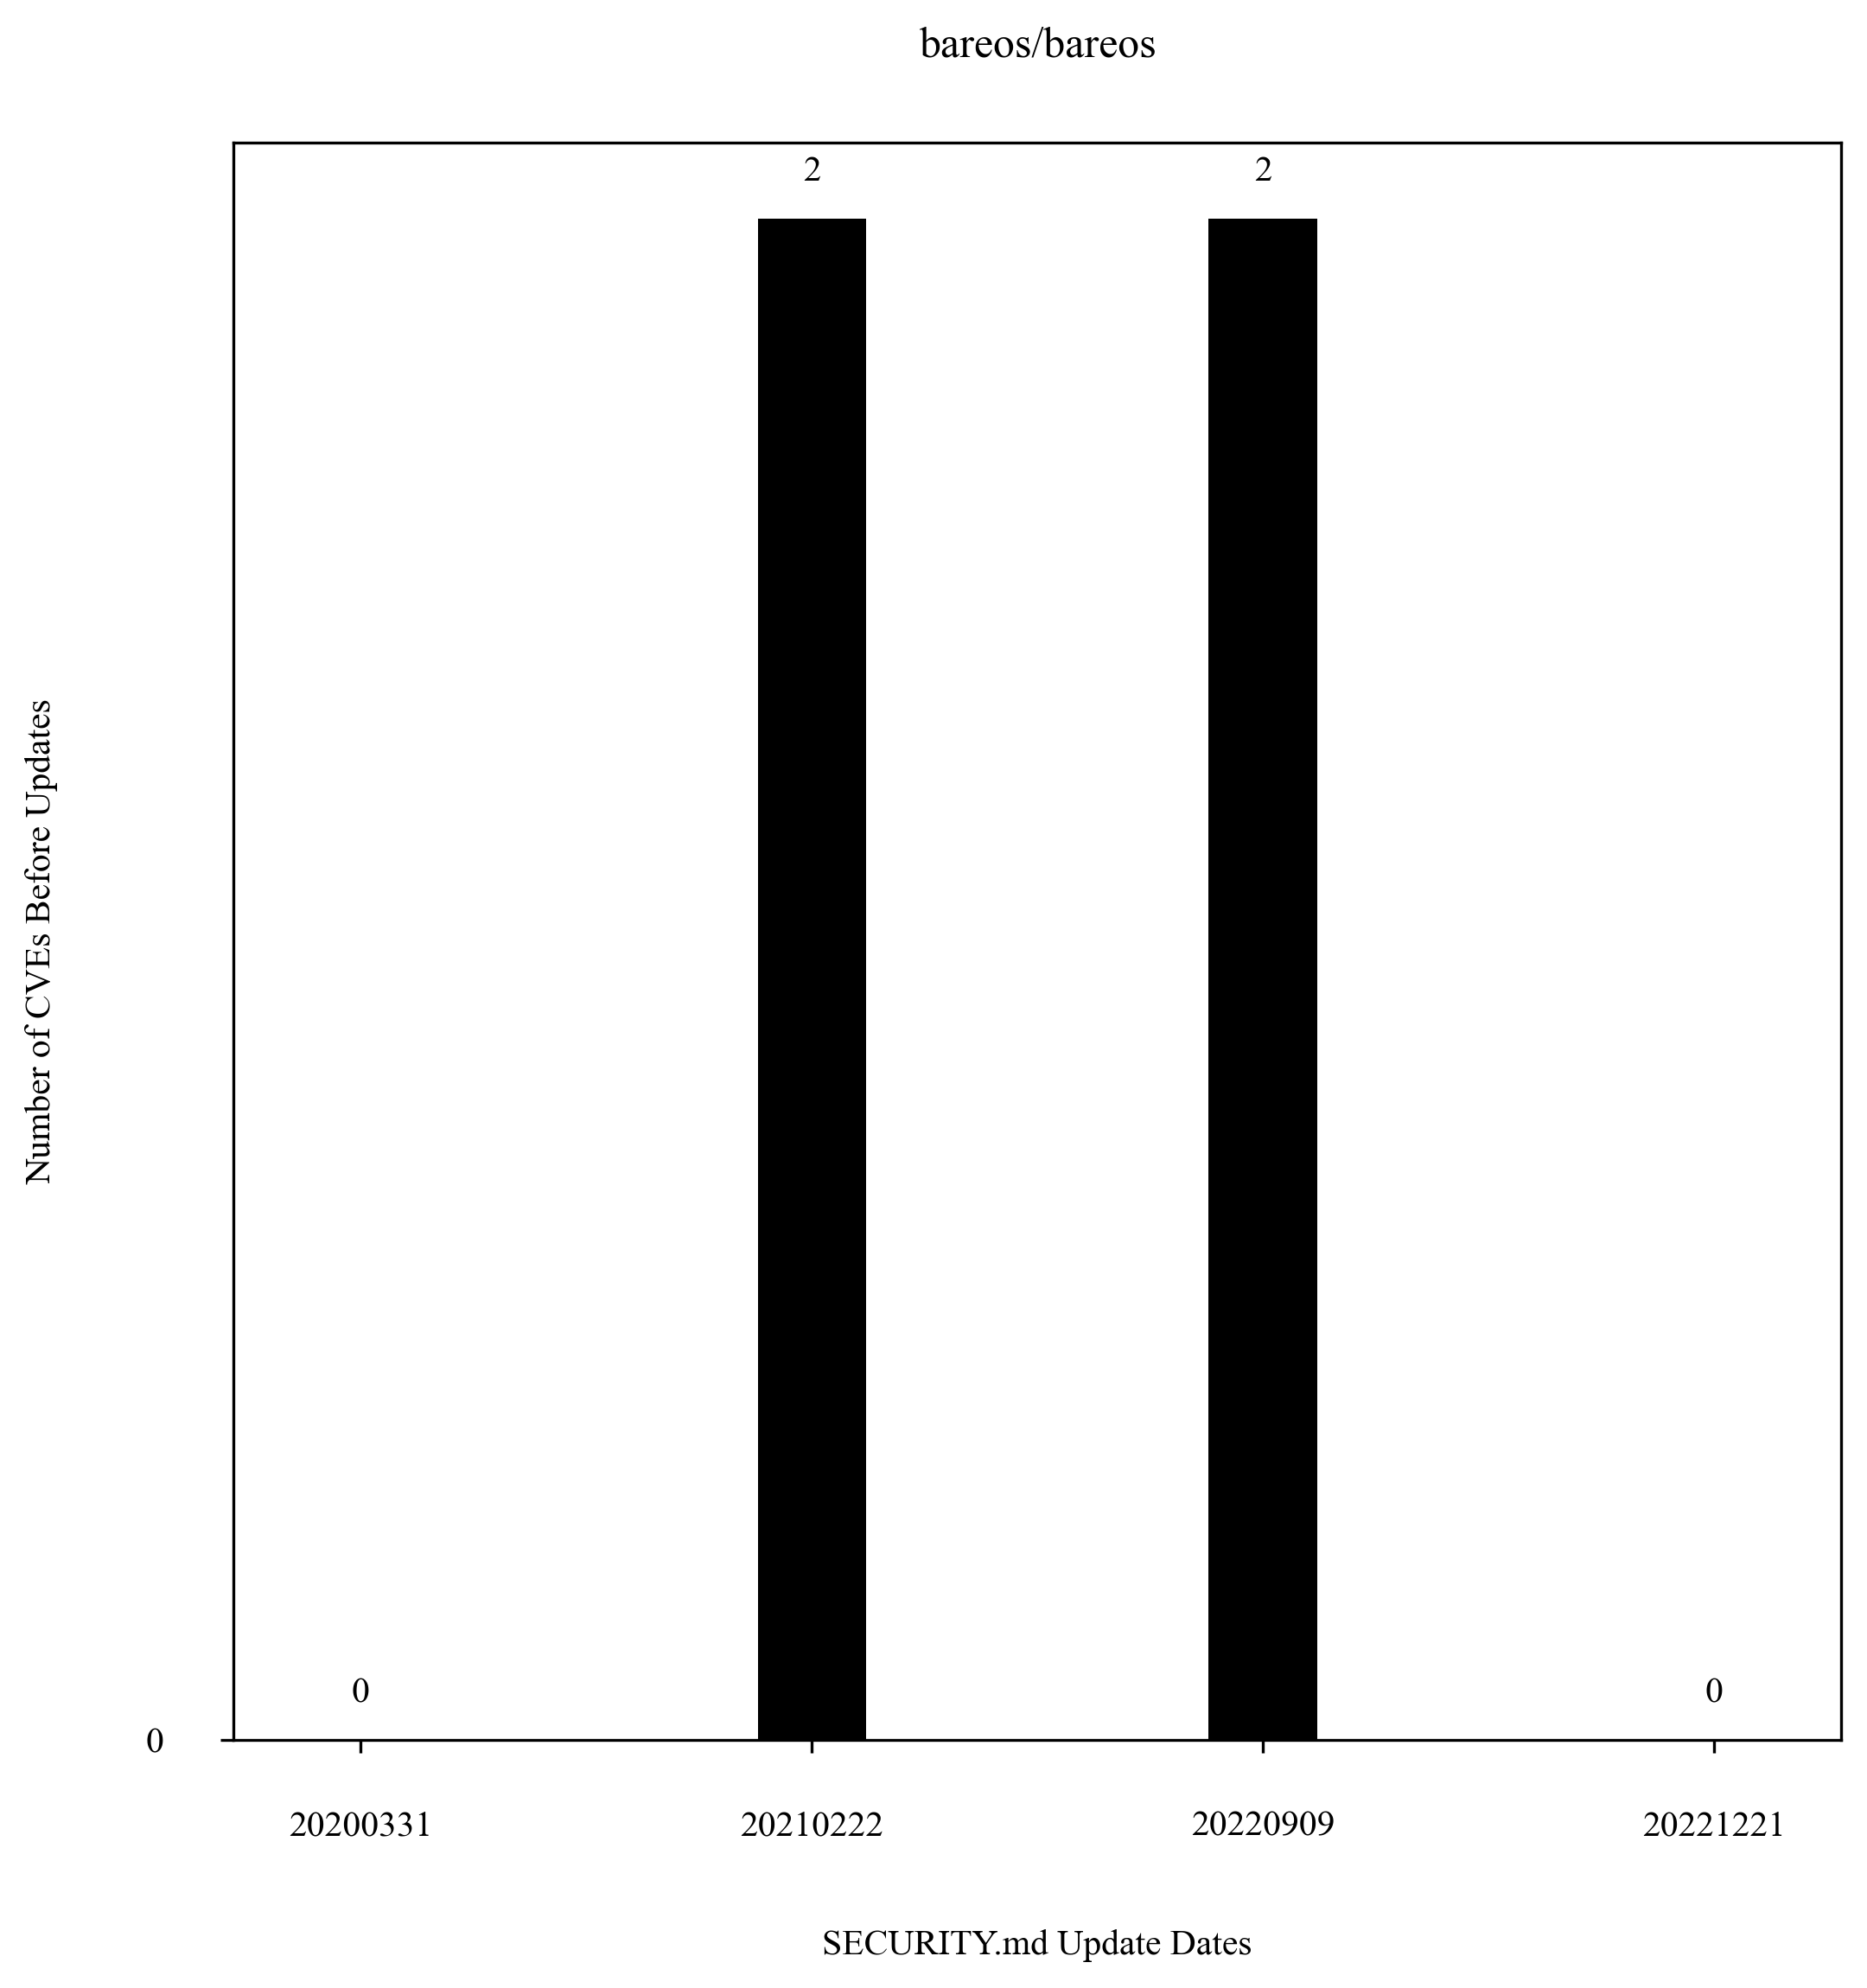 bareos/bareos
2 2
Number of CVEs Before Updates
0 0
0
20200331 20210222 20220909 20221221
SECURITY.md Update Dates